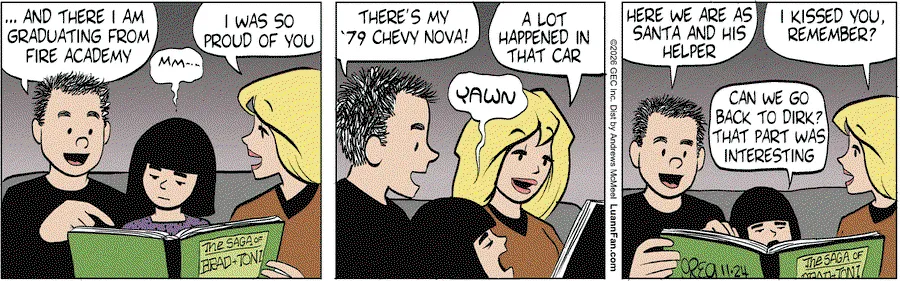 ... AND THERE I AM
GRADUATING FROM
FIRE ACADEMY
MM---
I WAS SO
PROUD OF YOU
The SAGA OF
BRAD+TONI
THERE'S MY
'79 CHEVY NOVA!
YAWN
A LOT
HAPPENED IN
THAT CAR
©2026 GEC Inc. Dist by Andrews McMeel LuannFan.com
HERE WE ARE AS
SANTA AND HIS
HELPER
CAN WE GO
BACK TO DIRK?
THAT PART WAS
INTERESTING
I KISSED YOU,
REMEMBER?
GREG 11-24
The SAGA OF
BRAD+TONI